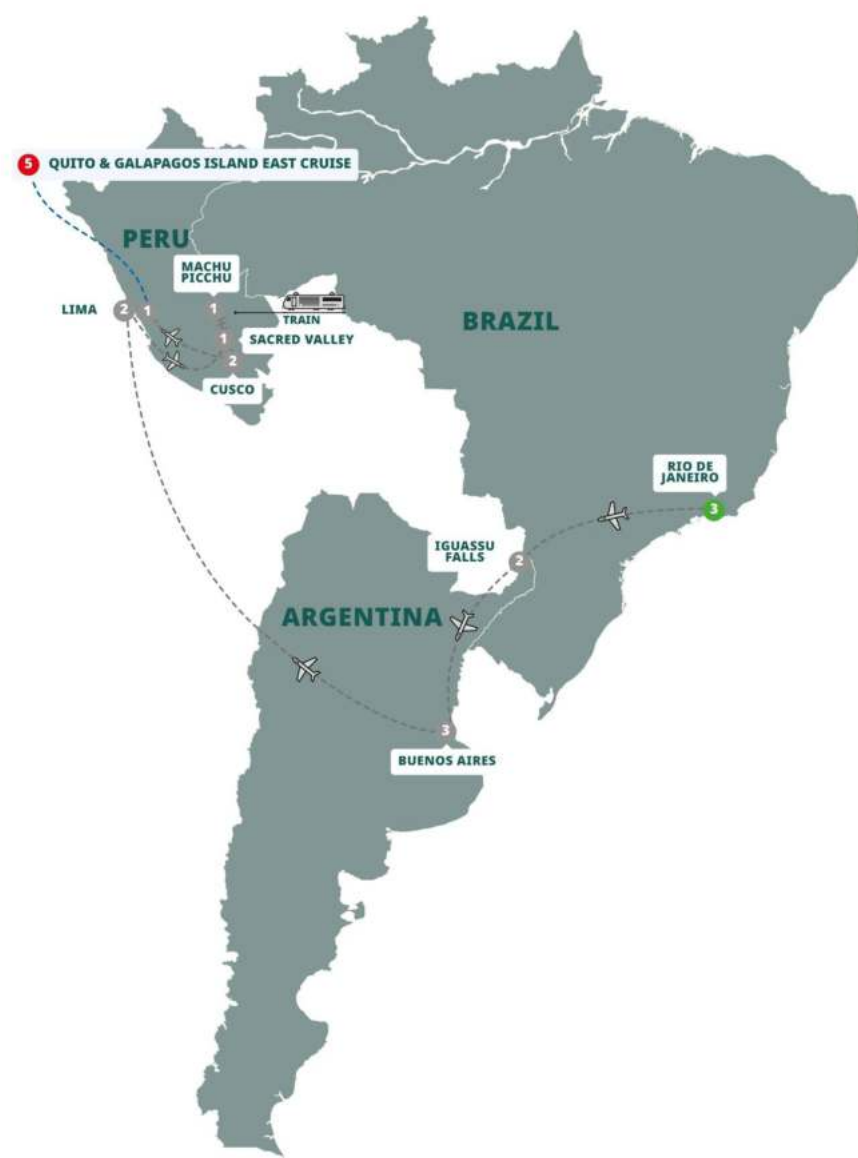 5 QUITO & GALAPAGOS ISLAND EAST CRUISE
PERU
MACHU
PICCHU
LIMA
2
1
1
TRAIN
1
SACRED VALLEY
2
CUSCO
BRAZIL
RIO DE
JANEIRO
3
IGUASSU
FALLS
2
ARGENTINA
3
BUENOS AIRES